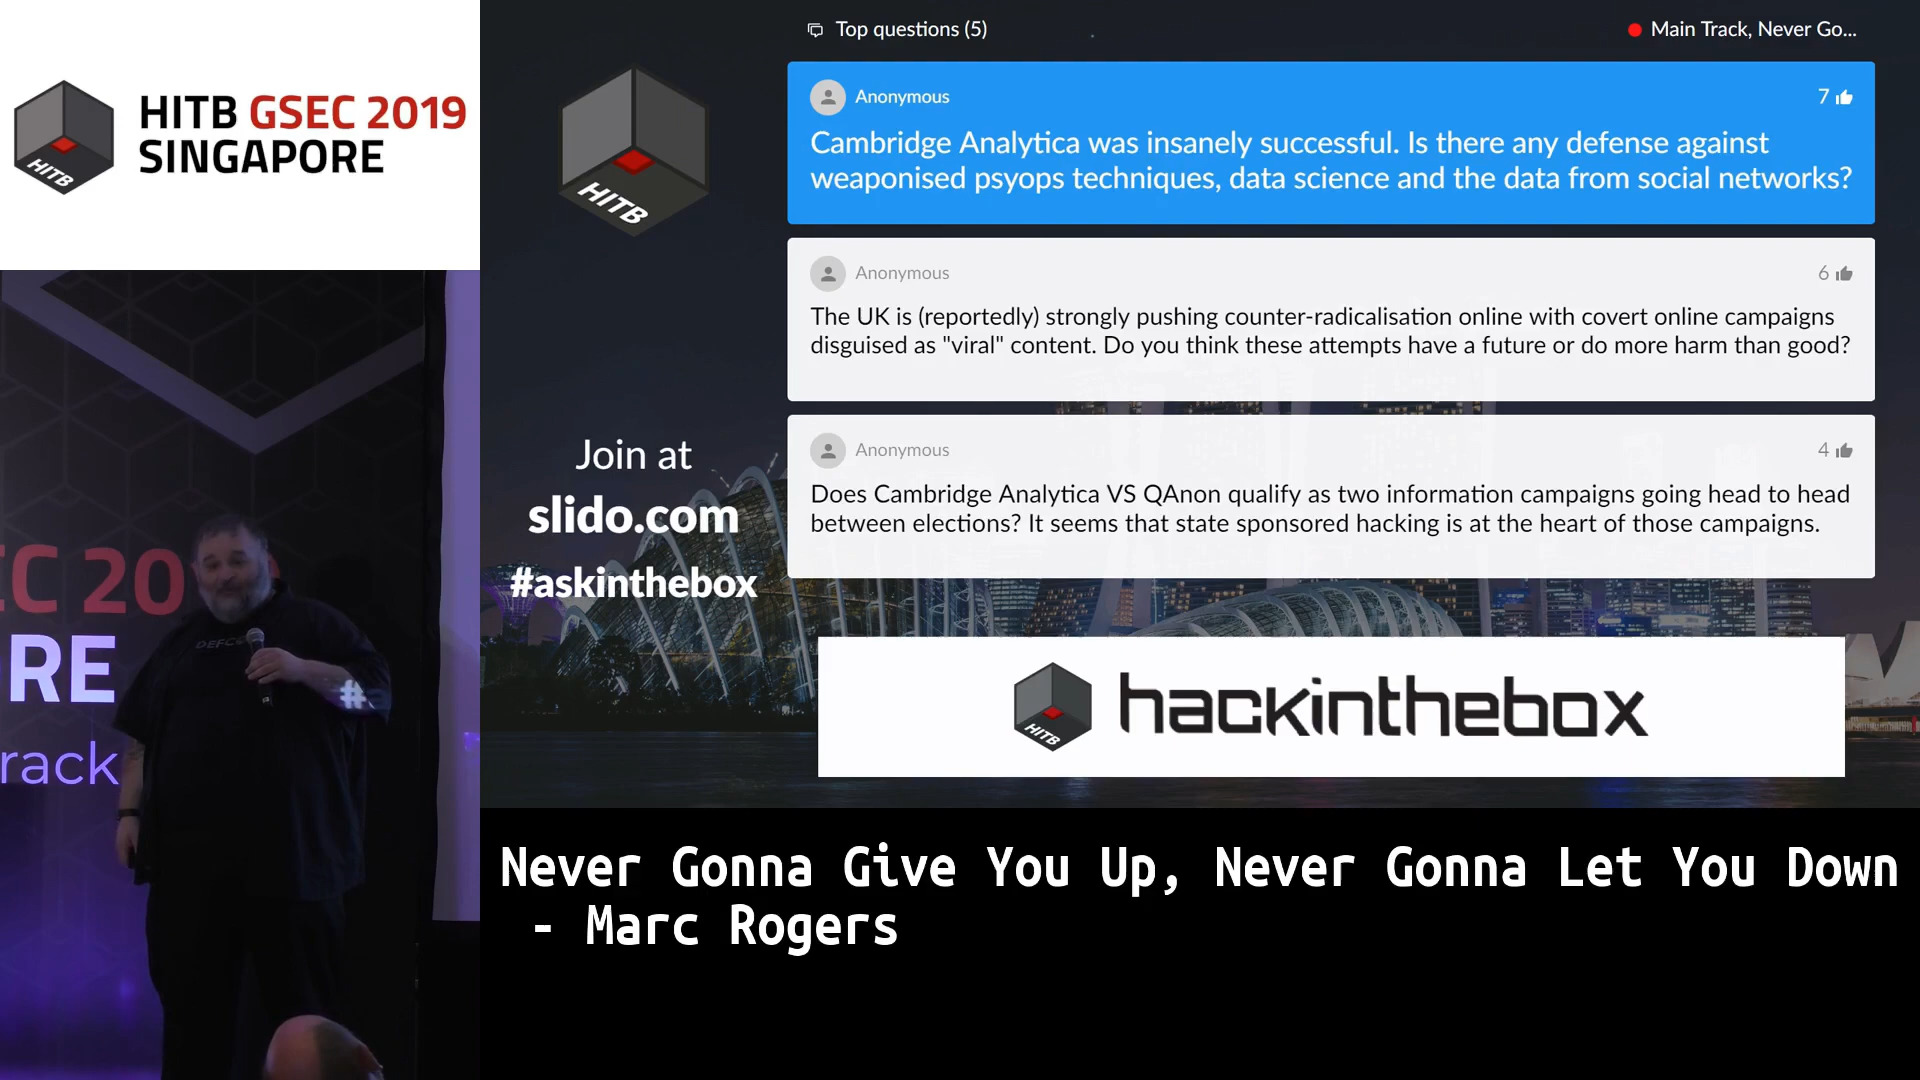 HITB GSEC 2019
SINGAPORE
HITB
EC 20
RE
rack
DEFCO
#
Top questions (5)
Main Track, Never Go...
HITB
Join at
slido.com
#askinthebox
Anonymous
7
Cambridge Analytica was insanely successful. Is there any defense against
weaponised psyops techniques, data science and the data from social networks?
Anonymous
6
The UK is (reportedly) strongly pushing counter-radicalisation online with covert online campaigns
disguised as "viral" content. Do you think these attempts have a future or do more harm than good?
Anonymous
4
Does Cambridge Analytica VS QAnon qualify as two information campaigns going head to head
between elections? It seems that state sponsored hacking is at the heart of those campaigns.
HITB
hackinthebox
Never Gonna Give You Up, Never Gonna Let You Down
- Marc Rogers